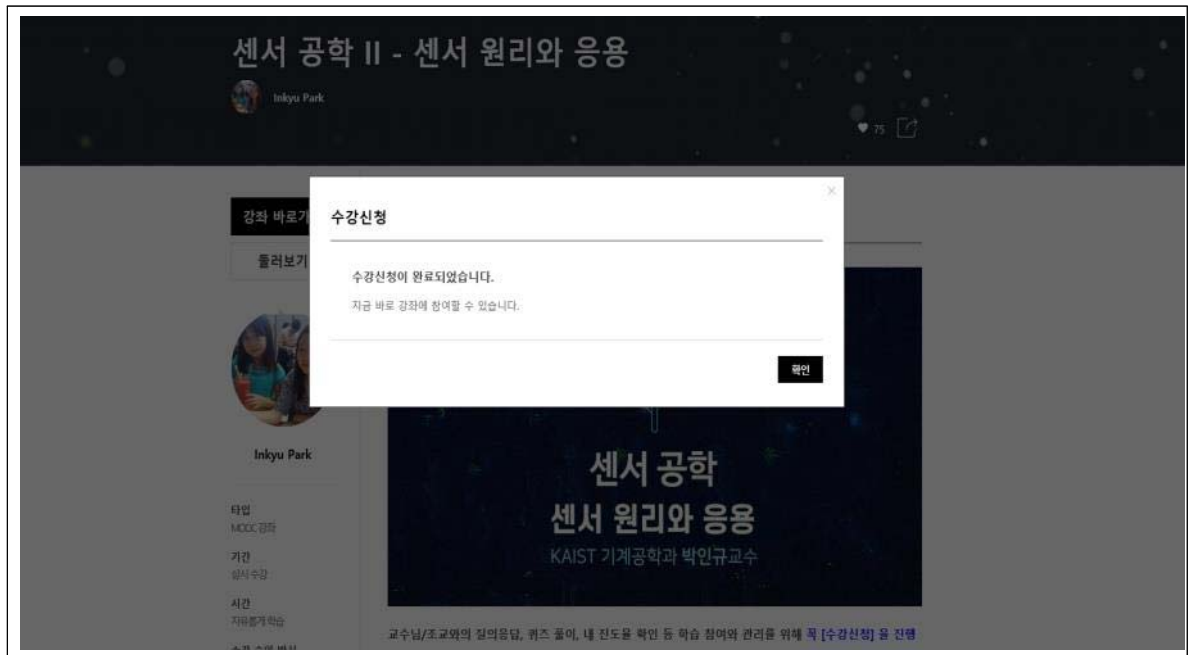 센서 공학 II - 센서 원리와 응용
Inkyu Park
75
강좌 바로가
둘러보기
수강신청
수강신청이 완료되었습니다.
지금 바로 강좌에 참여할 수 있습니다.
확인
Inkyu Park
타입
MOOC 강좌
기간
상시 수강
시간
자유롭게 학습
센서 공학
센서 원리와 응용
KAIST 기계공학과 박인규교수
교수님/조교와의 질의응답, 퀴즈 풀이, 내 진도율 확인 등 학습 참여와 관리를 위해 꼭 [수강신청] 을 진행